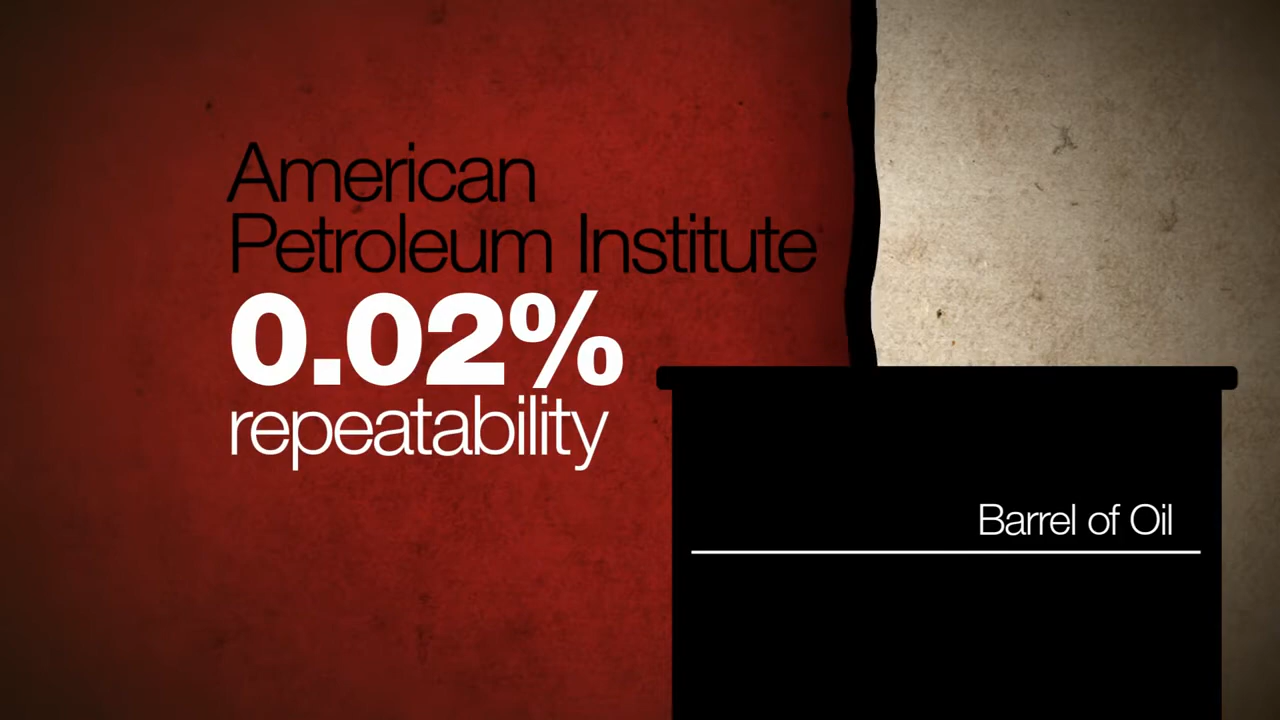 American
Petroleum Institute
0.02%
repeatability
Barrel of Oil